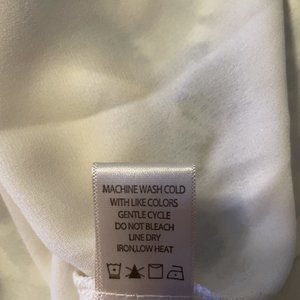 MACHINE WASH COLD
WITH LIKE COLORS
GENTLE CYCLE
DO NOT BLEACH
LINE DRY
IRON,LOW HEAT